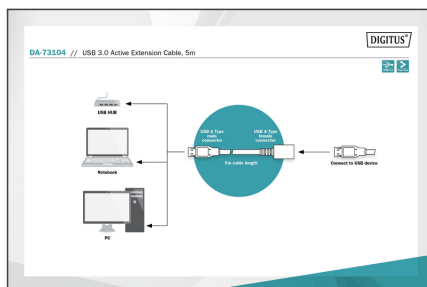 DIGITUS®
DA-73104 // USB 3.0 Active Extension Cable, 5m
USB HUB
USB A Type
male
connector
USB A Type
female
connector
5m cable length
Notebook
Connect to USB device
PC